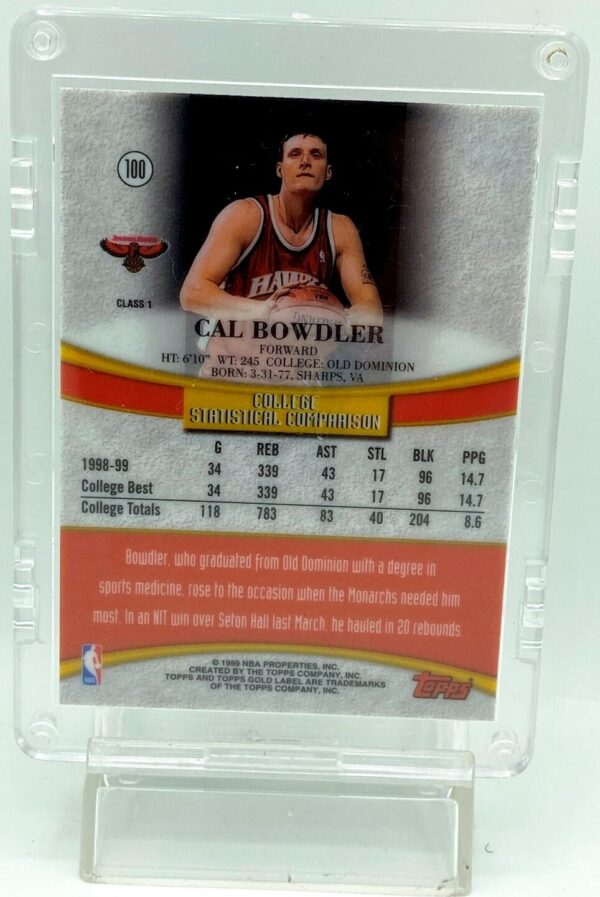 100
CLASS 1
HAWKS
CAL BOWDLER
FORWARD
HT: 6'10" WT: 245 COLLEGE: OLD DOMINION
BORN: 3-31-77, SHARPS, VA
COLLEGE
STATISTICAL COMPARISON
G REB AST STL BLK PPG
1998-99 34 339 43 17 96 14.7
College Best 34 339 43 17 96 14.7
College Totals 118 783 83 40 204 8.6
Bowdler, who graduated from Old Dominion with a degree in
sports medicine, rose to the occasion when the Monarchs needed him
most. In an NIT win over Seton Hall last March, he hauled in 20 rebounds
NBA
© 1999 NBA PROPERTIES, INC.
CREATED BY THE TOPPS COMPANY, INC.
TOPPS AND TOPPS GOLD LABEL ARE TRADEMARKS
OF THE TOPPS COMPANY, INC.
Topps